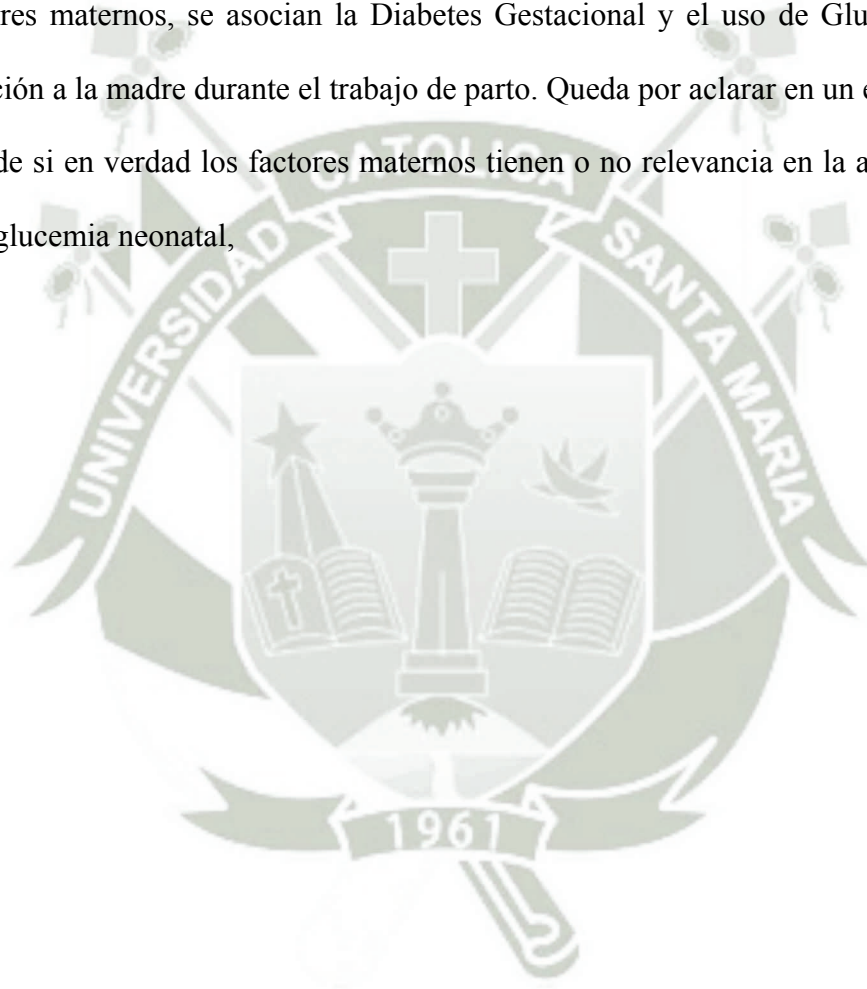 res maternos, se asocian la Diabetes Gestacional y el uso de Glu
ción a la madre durante el trabajo de parto. Queda por aclarar en un e
de si en verdad los factores maternos tienen o no relevancia en la a
glucemia neonatal,
UNIVERSIDAD CATOLICA SANTA MARIA
1961